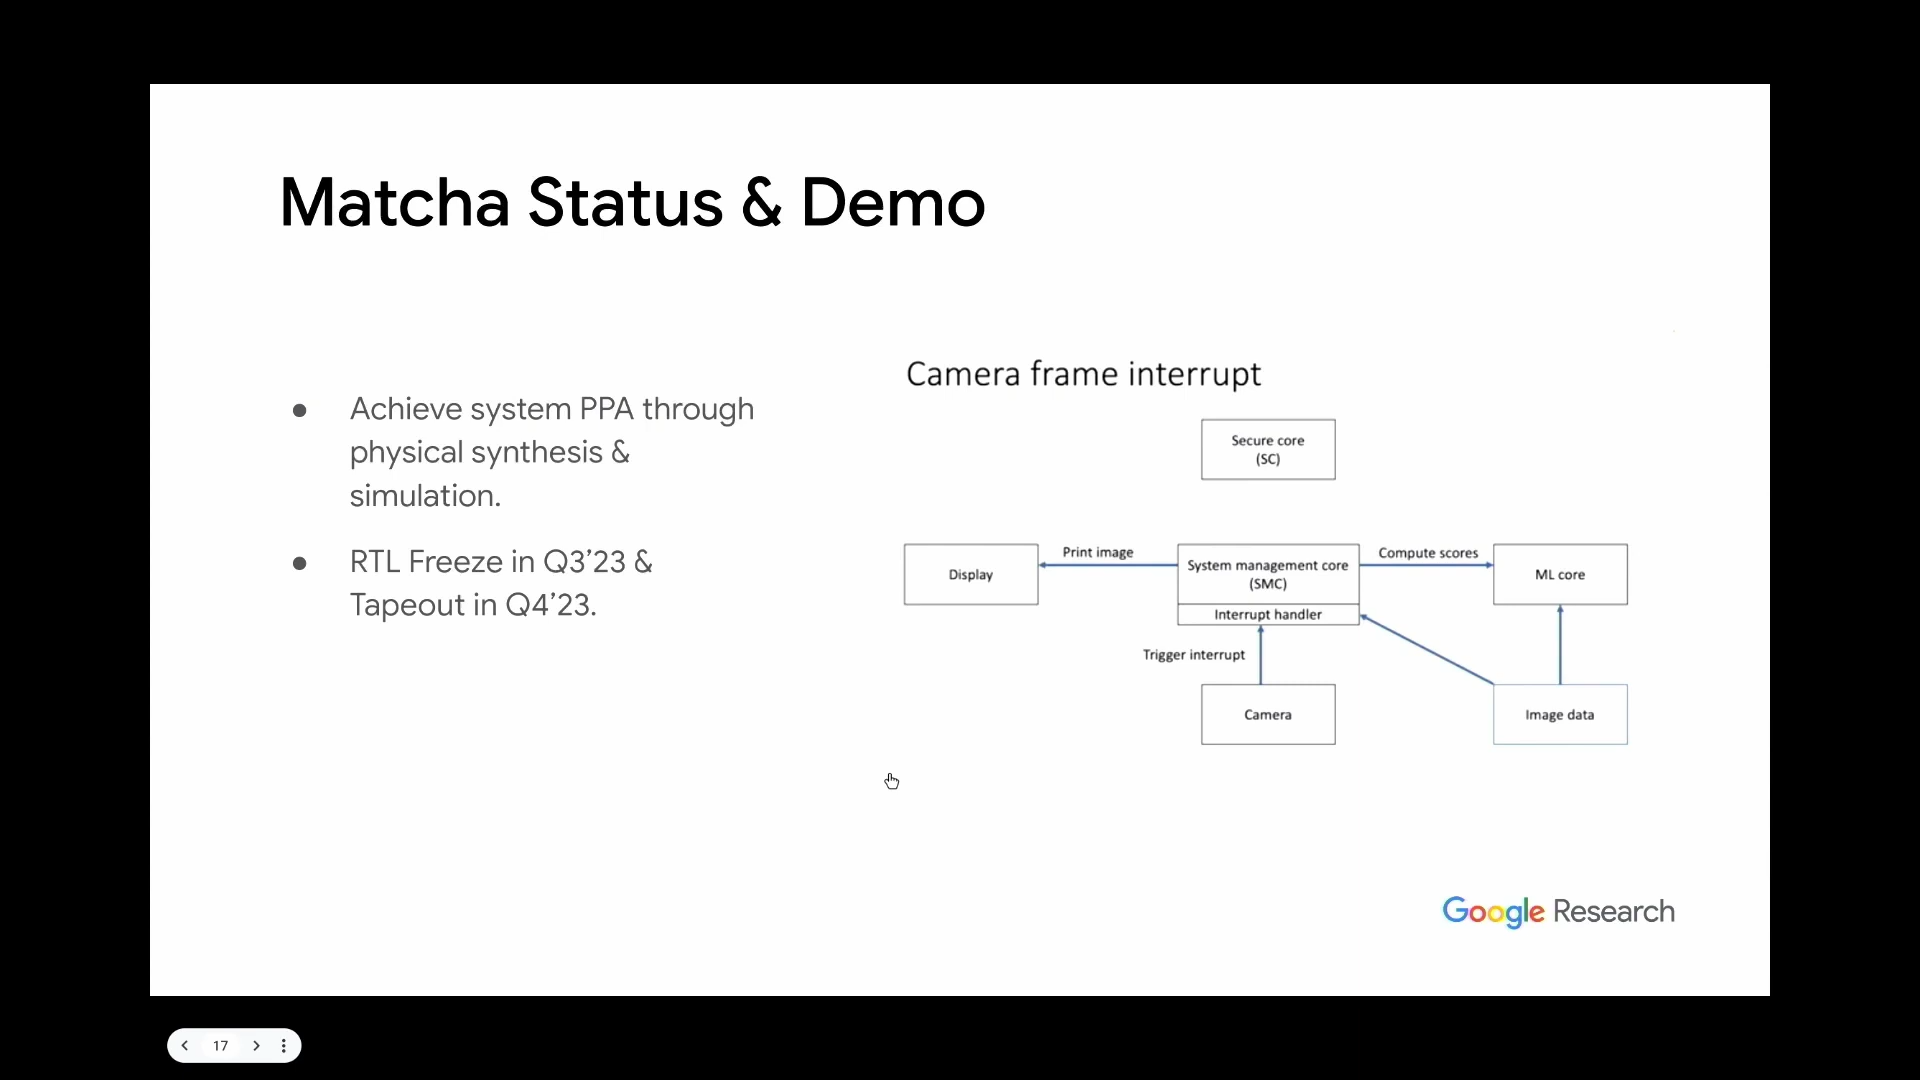 Matcha Status & Demo
● Achieve system PPA through
physical synthesis &
simulation.
● RTL Freeze in Q3’23 &
Tapeout in Q4’23.
Camera frame interrupt
Secure core
(SC)
Display
Print image
System management core
(SMC)
Interrupt handler
Compute scores
ML core
Trigger interrupt
Camera
Image data
Google Research
17